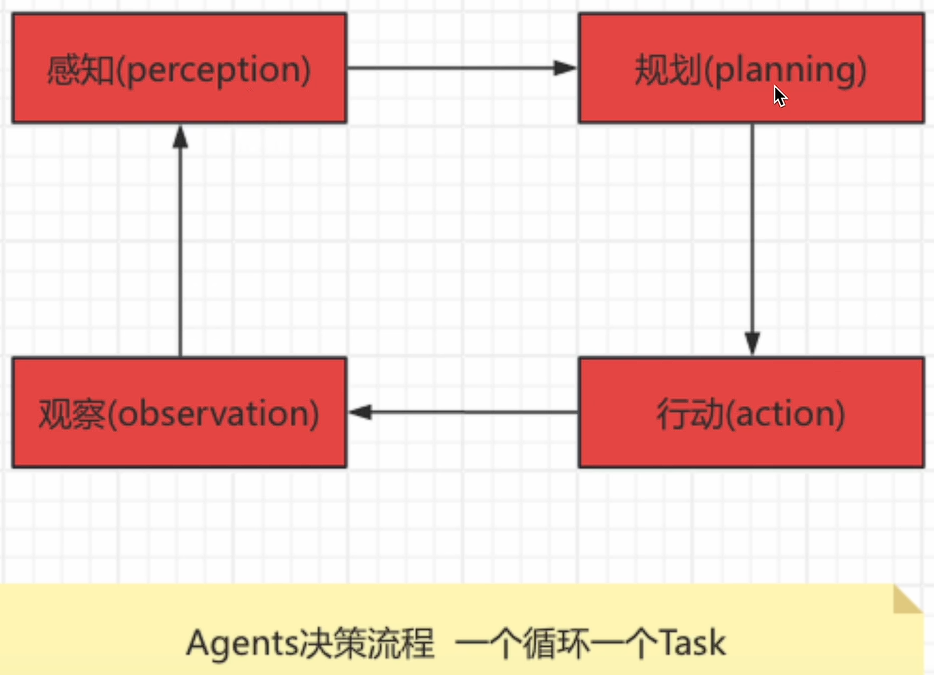 感知(perception)
规划(planning)
观察(observation)
行动(action)
Agents决策流程 一个循环一个Task